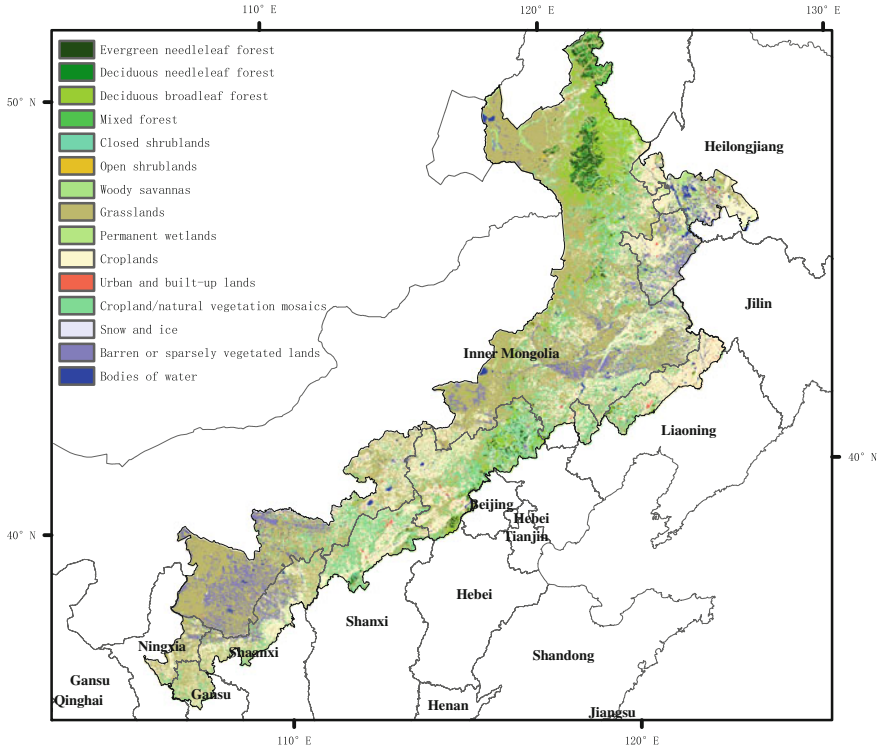 110° E 120° E 130° E
Evergreen needleleaf forest
Deciduous needleleaf forest
Deciduous broadleaf forest
50° N
Mixed forest
Closed shrublands
Heilongjiang
Open shrublands
Woody savannas
Grasslands
Permanent wetlands
Croplands
Urban and built-up lands
Cropland/natural vegetation mosaics
Jilin
Snow and ice
Barren or sparsely vegetated lands
Inner Mongolia
Bodies of water
Liaoning
40° N
Beijing
Hebei
40° N
Tianjin
Hebei
Shanxi
Ningxia
Shaanxi
Shandong
Gansu
Gansu
Qinghai
Henan
Jiangsu
110° E 120° E